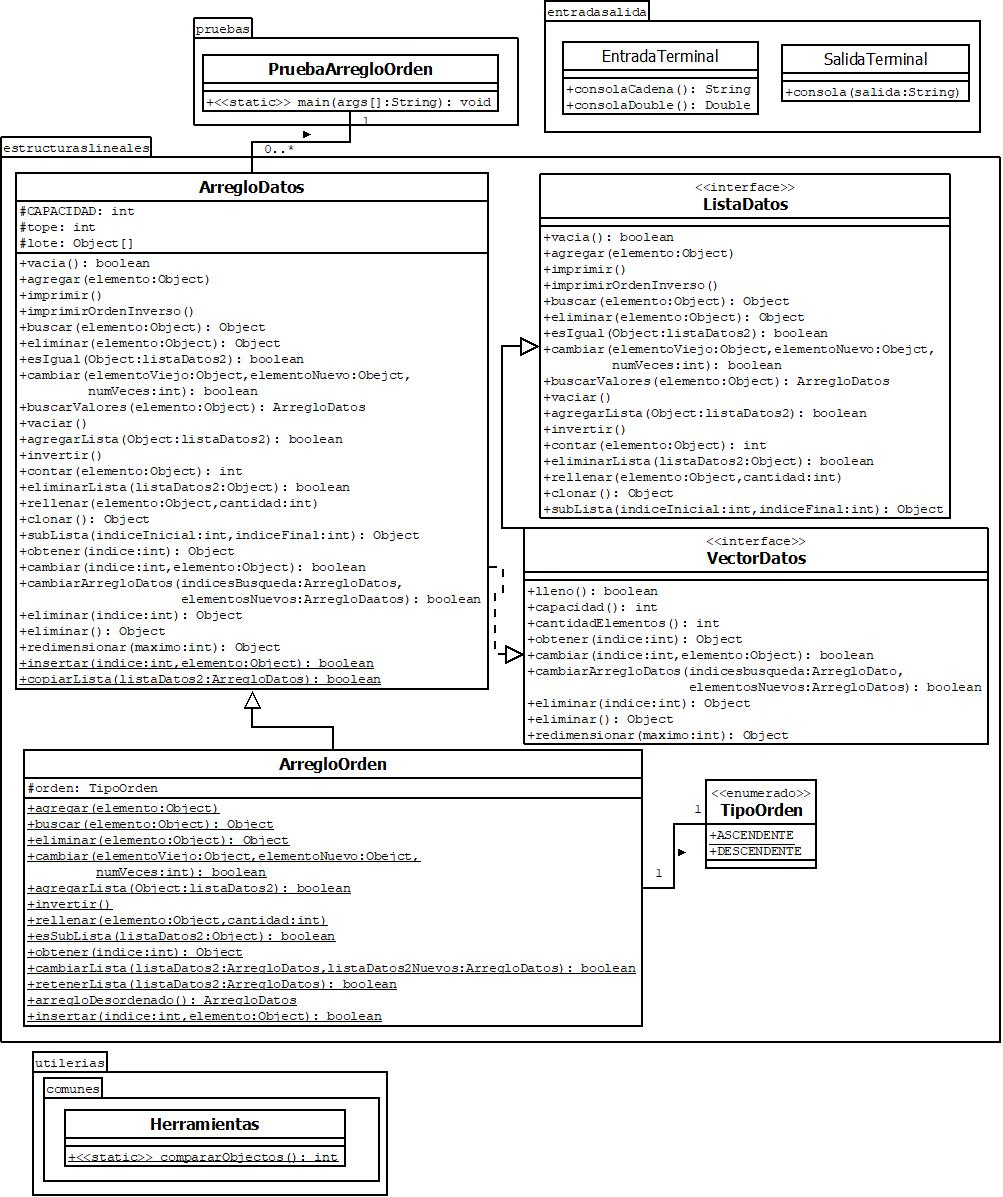 pruebas
PruebaArregloOrden
+<<static>> main(args[]:String): void
1
0..*
entradasalida
EntradaTerminal
+consolaCadena(): String
+consolaDouble(): Double
SalidaTerminal
+consola(salida:String)
estructuraslineales
ArregloDatos
#CAPACIDAD: int
#tope: int
#lote: Object[]
+vacia(): boolean
+agregar(elemento:Object)
+imprimir()
+imprimirOrdenInverso()
+buscar(elemento:Object): Object
+eliminar(elemento:Object): Object
+esIgual(Object:listaDatos2): boolean
+cambiar(elementoViejo:Object,elementoNuevo:Obejct,
numVeces:int): boolean
+buscarValores(elemento:Object): ArregloDatos
+vaciar()
+agregarLista(Object:listaDatos2): boolean
+invertir()
+contar(elemento:Object): int
+eliminarLista(listaDatos2:Object): boolean
+rellenar(elemento:Object,cantidad:int)
+clonar(): Object
+subLista(indiceInicial:int,indiceFinal:int): Object
+obtener(indice:int): Object
+cambiar(indice:int,elemento:Object): boolean
+cambiarArregloDatos(indicesBusqueda:ArregloDatos,
elementosNuevos:ArregloDaatos): boolean
+eliminar(indice:int): Object
+eliminar(): Object
+redimensionar(maximo:int): Object
+insertar(indice:int,elemento:Object): boolean
+copiarLista(listaDatos2:ArregloDatos): boolean
<<interface>>
ListaDatos
+vacia(): boolean
+agregar(elemento:Object)
+imprimir()
+imprimirOrdenInverso()
+buscar(elemento:Object): Object
+eliminar(elemento:Object): Object
+esIgual(Object:listaDatos2): boolean
+cambiar(elementoViejo:Object,elementoNuevo:Obejct,
numVeces:int): boolean
+buscarValores(elemento:Object): ArregloDatos
+vaciar()
+agregarLista(Object:listaDatos2): boolean
+invertir()
+contar(elemento:Object): int
+eliminarLista(listaDatos2:Object): boolean
+rellenar(elemento:Object,cantidad:int)
+clonar(): Object
+subLista(indiceInicial:int,indiceFinal:int): Object
<<interface>>
VectorDatos
+lleno(): boolean
+capacidad(): int
+cantidadElementos(): int
+obtener(indice:int): Object
+cambiar(indice:int,elemento:Object): boolean
+cambiarArregloDatos(indicesbusqueda:ArregloDato,
elementosNuevos:ArregloDatos): boolean
+eliminar(indice:int): Object
+eliminar(): Object
+redimensionar(maximo:int): Object
ArregloOrden
#orden: TipoOrden
+agregar(elemento:Object)
+buscar(elemento:Object): Object
+eliminar(elemento:Object): Object
+cambiar(elementoViejo:Object,elementoNuevo:Obejct,
numVeces:int): boolean
+agregarLista(Object:listaDatos2): boolean
+invertir()
+rellenar(elemento:Object,cantidad:int)
+esSubLista(listaDatos2:Object): boolean
+obtener(indice:int): Object
+cambiarLista(listaDatos2:ArregloDatos,listaDatos2Nuevos:ArregloDatos): boolean
+retenerLista(listaDatos2:ArregloDatos): boolean
+arregloDesordenado(): ArregloDatos
+insertar(indice:int,elemento:Object): boolean
1
1
<<enumerado>>
TipoOrden
+ASCENDENTE
+DESCENDENTE
utilerias
comunes
Herramientas
+<<static>> compararObjectos(): int